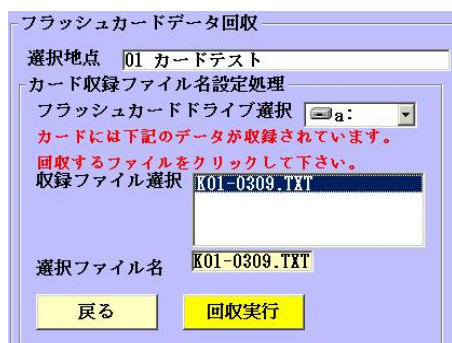 フラッシュカードデータ回収
選択地点 01 カードテスト
カード収録ファイル名設定処理
フラッシュカードドライブ選択 a:
カードには下記のデータが収録されています。
回収するファイルをクリックして下さい。
収録ファイル選択 K01-0309.TXT
選択ファイル名 K01-0309.TXT
戻る 回収実行